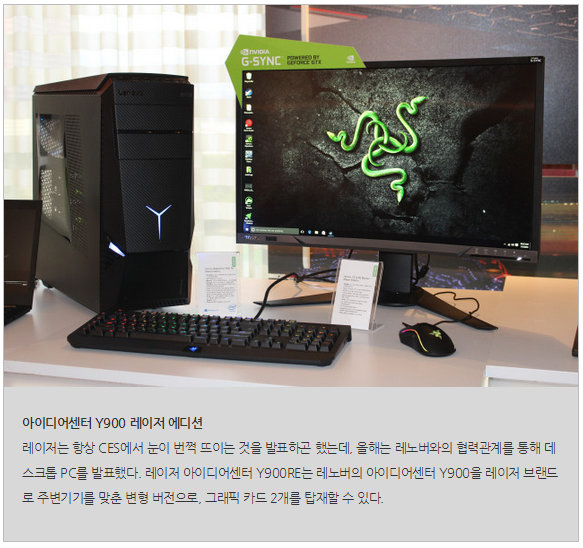 NVIDIA
G-SYNC
POWERED BY
GEFORCE GTX
NVIDIA
G-SYNC
아이디어센터 Y900 레이저 에디션
레이저는 항상 CES에서 눈이 번쩍 뜨이는 것을 발표하곤 했는데, 올해는 레노버와의 협력관계를 통해 데
스크톱 PC를 발표했다. 레이저 아이디어센터 Y900RE는 레노버의 아이디어센터 Y900을 레이저 브랜드
로 주변기기를 맞춘 변형 버전으로, 그래픽 카드 2개를 탑재할 수 있다.